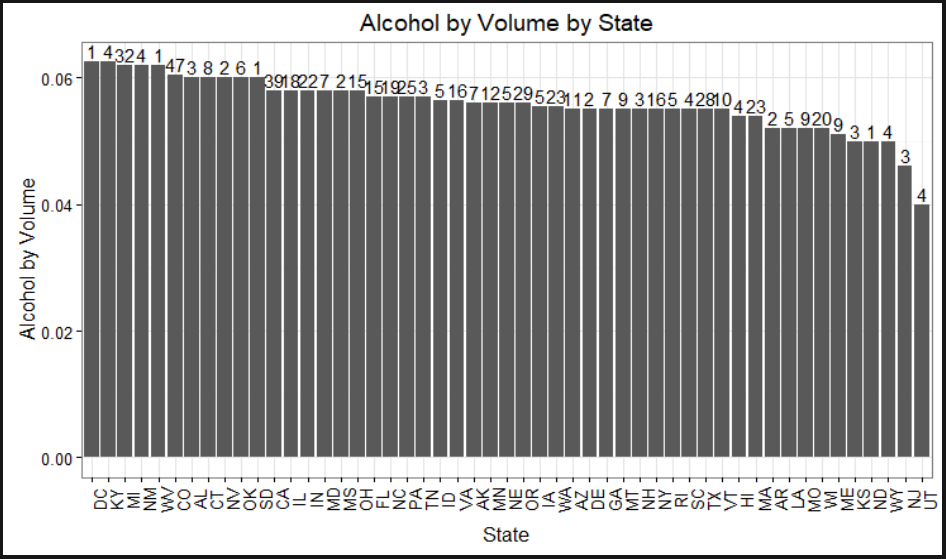 Alcohol by Volume by State
1 4 32 4 1 47 3 8 2 6 1 39 18 22 7 2 15 15 19 25 3 5 16 7 12 5 29 5 23 11 2 7 9 3 16 5 4 28 10 4 23 2 5 9 20 9 3 1 4 3 4
Alcohol by Volume
0.06
0.04
0.02
0.00
DC KY MI NM WV CO AL CT NV OK SD CA IL IN MD MS OH FL NC PA TN ID VA AK MN NE OR IA WA AZ DE GA MT NH NY RI SC TX VT HI MA AR LA MO WI ME KS ND WY NJ UT
State